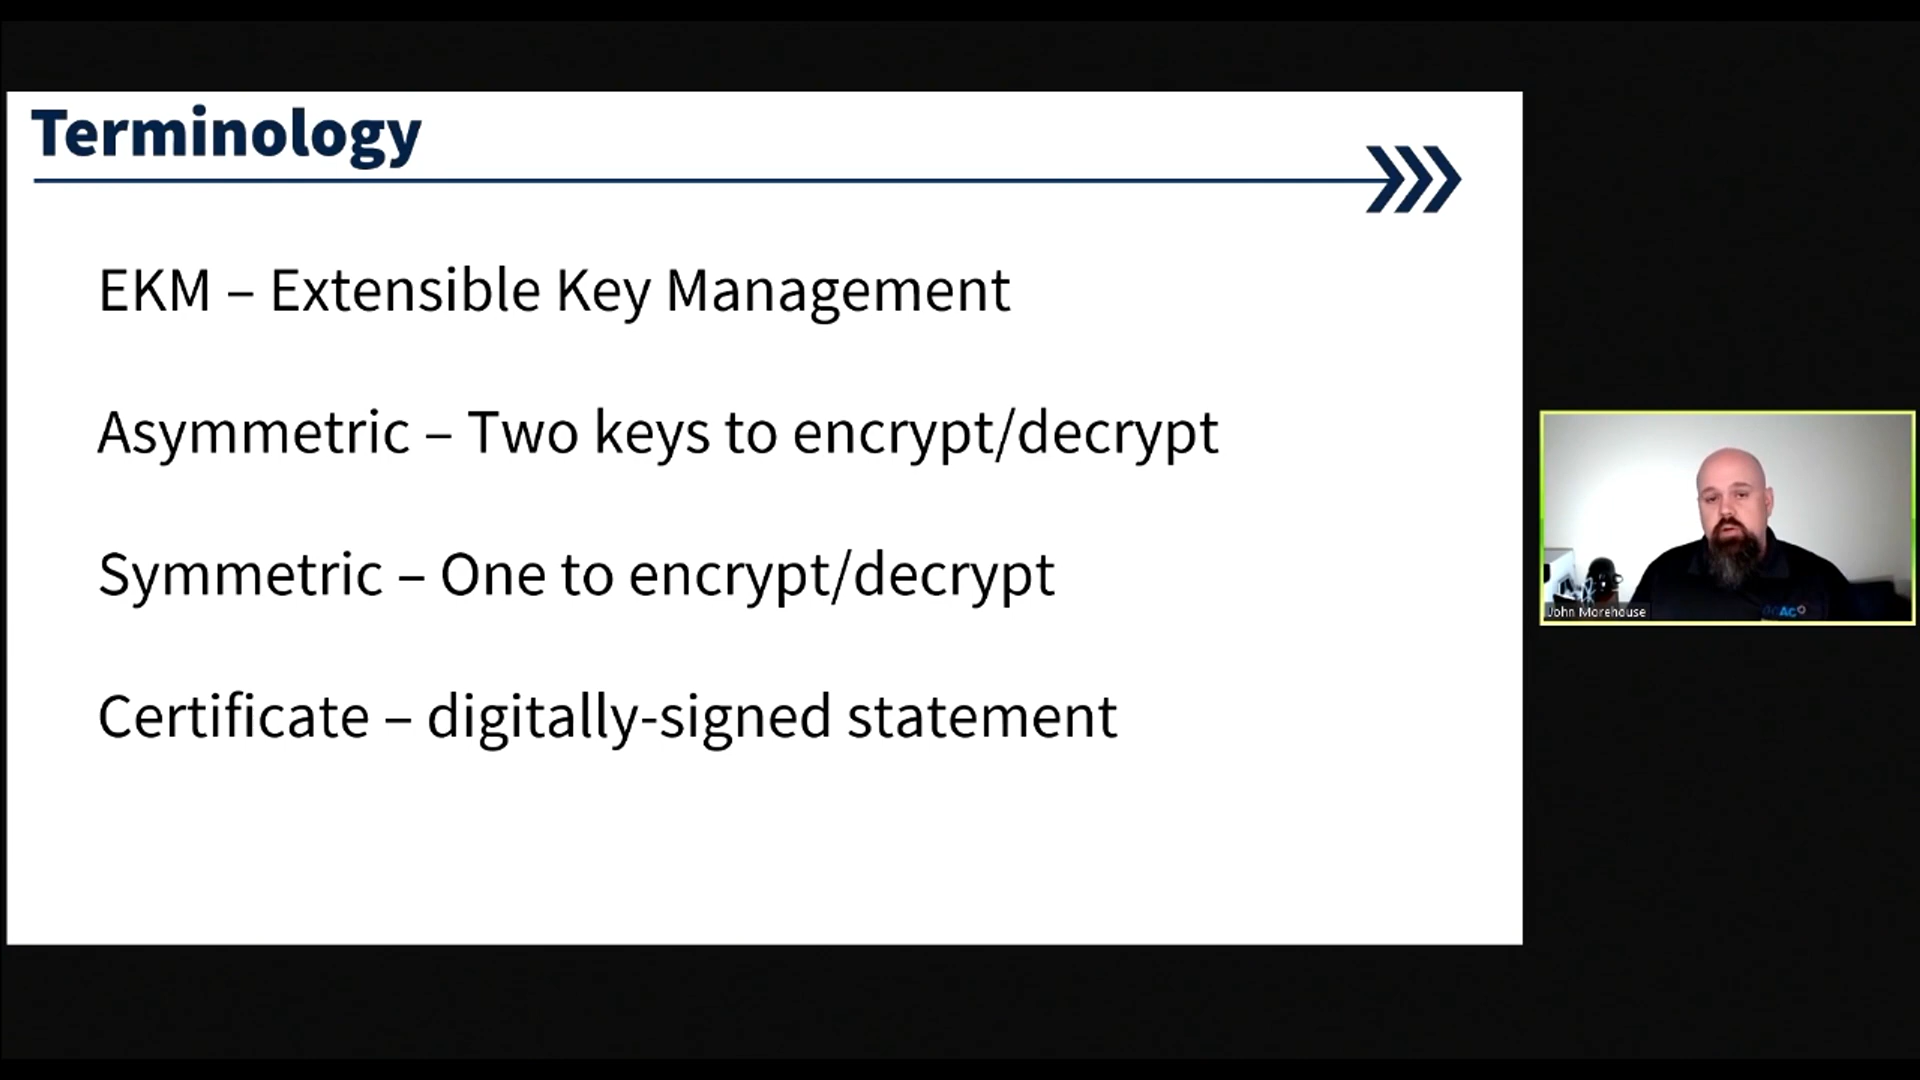 Terminology
EKM – Extensible Key Management
Asymmetric – Two keys to encrypt/decrypt
Symmetric – One to encrypt/decrypt
Certificate – digitally-signed statement
John Morehouse